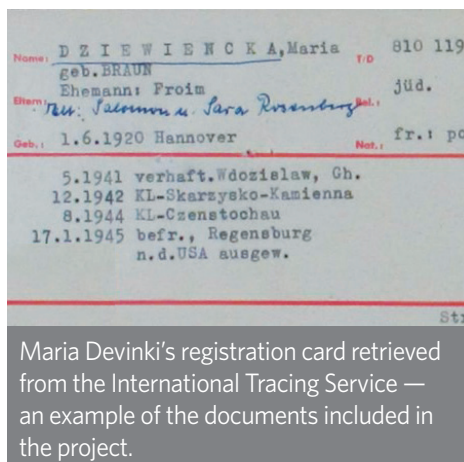 Name: D Z I E W I E N C K A, Maria T/D 810 119
geb. BRAUN
Ehemann: Froim jüd.
Eltern: Salomon u. Sara Rosenberg Rel.:
Geb.: 1.6.1920 Hannover Nat.: fr.: po
5.1941 verhaft. Wdozislaw, Gh.
12.1942 KL-Skarzysko-Kamienna
8.1944 KL-Czenstochau
17.1.1945 befr., Regensburg
n.d.USA ausgew.
Str
Maria Devinki’s registration card retrieved
from the International Tracing Service —
an example of the documents included in
the project.